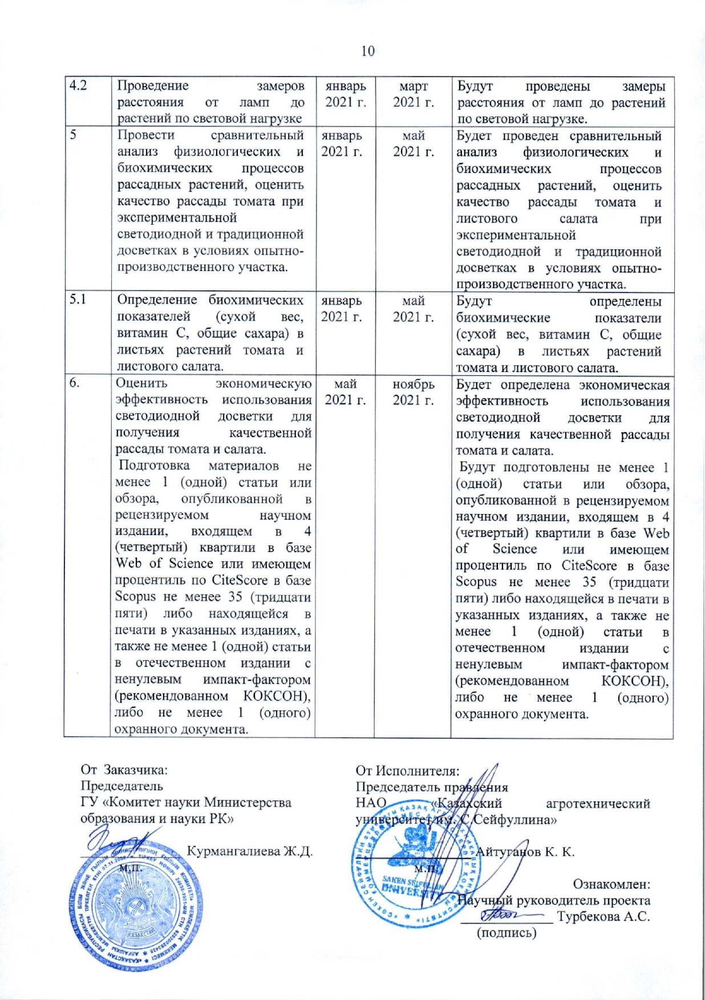 10
4.2
Проведение замеров
расстояния от ламп до
растений по световой нагрузке
январь
2021 г.
март
2021 г.
Будут проведены замеры
расстояния от ламп до растений
по световой нагрузке.
5
Провести сравнительный
анализ физиологических и
биохимических процессов
рассадных растений, оценить
качество рассады томата при
экспериментальной
светодиодной и традиционной
досветках в условиях опытно-
производственного участка.
январь
2021 г.
май
2021 г.
Будет проведен сравнительный
анализ физиологических и
биохимических процессов
рассадных растений, оценить
качество рассады томата и
листового салата при
экспериментальной
светодиодной и традиционной
досветках в условиях опытно-
производственного участка.
5.1
Определение биохимических
показателей (сухой вес,
витамин С, общие сахара) в
листьях растений томата и
листового салата.
январь
2021 г.
май
2021 г.
Будут определены
биохимические показатели
(сухой вес, витамин С, общие
сахара) в листьях растений
томата и листового салата.
6.
Оценить экономическую
эффективность использования
светодиодной досветки для
получения качественной
рассады томата и салата.
Подготовка материалов не
менее 1 (одной) статьи или
обзора, опубликованной в
рецензируемом научном
издании, входящем в 4
(четвертый) квартили в базе
Web of Science или имеющем
процентиль по CiteScore в базе
Scopus не менее 35 (тридцати
пяти) либо находящейся в
печати в указанных изданиях, а
также не менее 1 (одной) статьи
в отечественном издании с
ненулевым импакт-фактором
(рекомендованном КОКСОН),
либо не менее 1 (одного)
охранного документа.
май
2021 г.
ноябрь
2021 г.
Будет определена экономическая
эффективность использования
светодиодной досветки для
получения качественной рассады
томата и салата.
Будут подготовлены не менее 1
(одной) статьи или обзора,
опубликованной в рецензируемом
научном издании, входящем в 4
(четвертый) квартили в базе Web
of Science или имеющем
процентиль по CiteScore в базе
Scopus не менее 35 (тридцати
пяти) либо находящейся в печати в
указанных изданиях, а также не
менее 1 (одной) статьи в
отечественном издании с
ненулевым импакт-фактором
(рекомендованном КОКСОН),
либо не менее 1 (одного)
охранного документа.
От Заказчика:
Председатель
ГУ «Комитет науки Министерства
образования и науки РК»
Курмангалиева Ж.Д.
м.п.
ҚАЗАҚСТАН
От Исполнителя:
Председатель правления
НАО «Казахский агротехнический
университет им. С.Сейфуллина»
Айтуганов К. К.
м.п.
SAKEN SEIFULLIN
UNIVERSITY
Ознакомлен:
Научный руководитель проекта
Турбекова А.С.
(подпись)